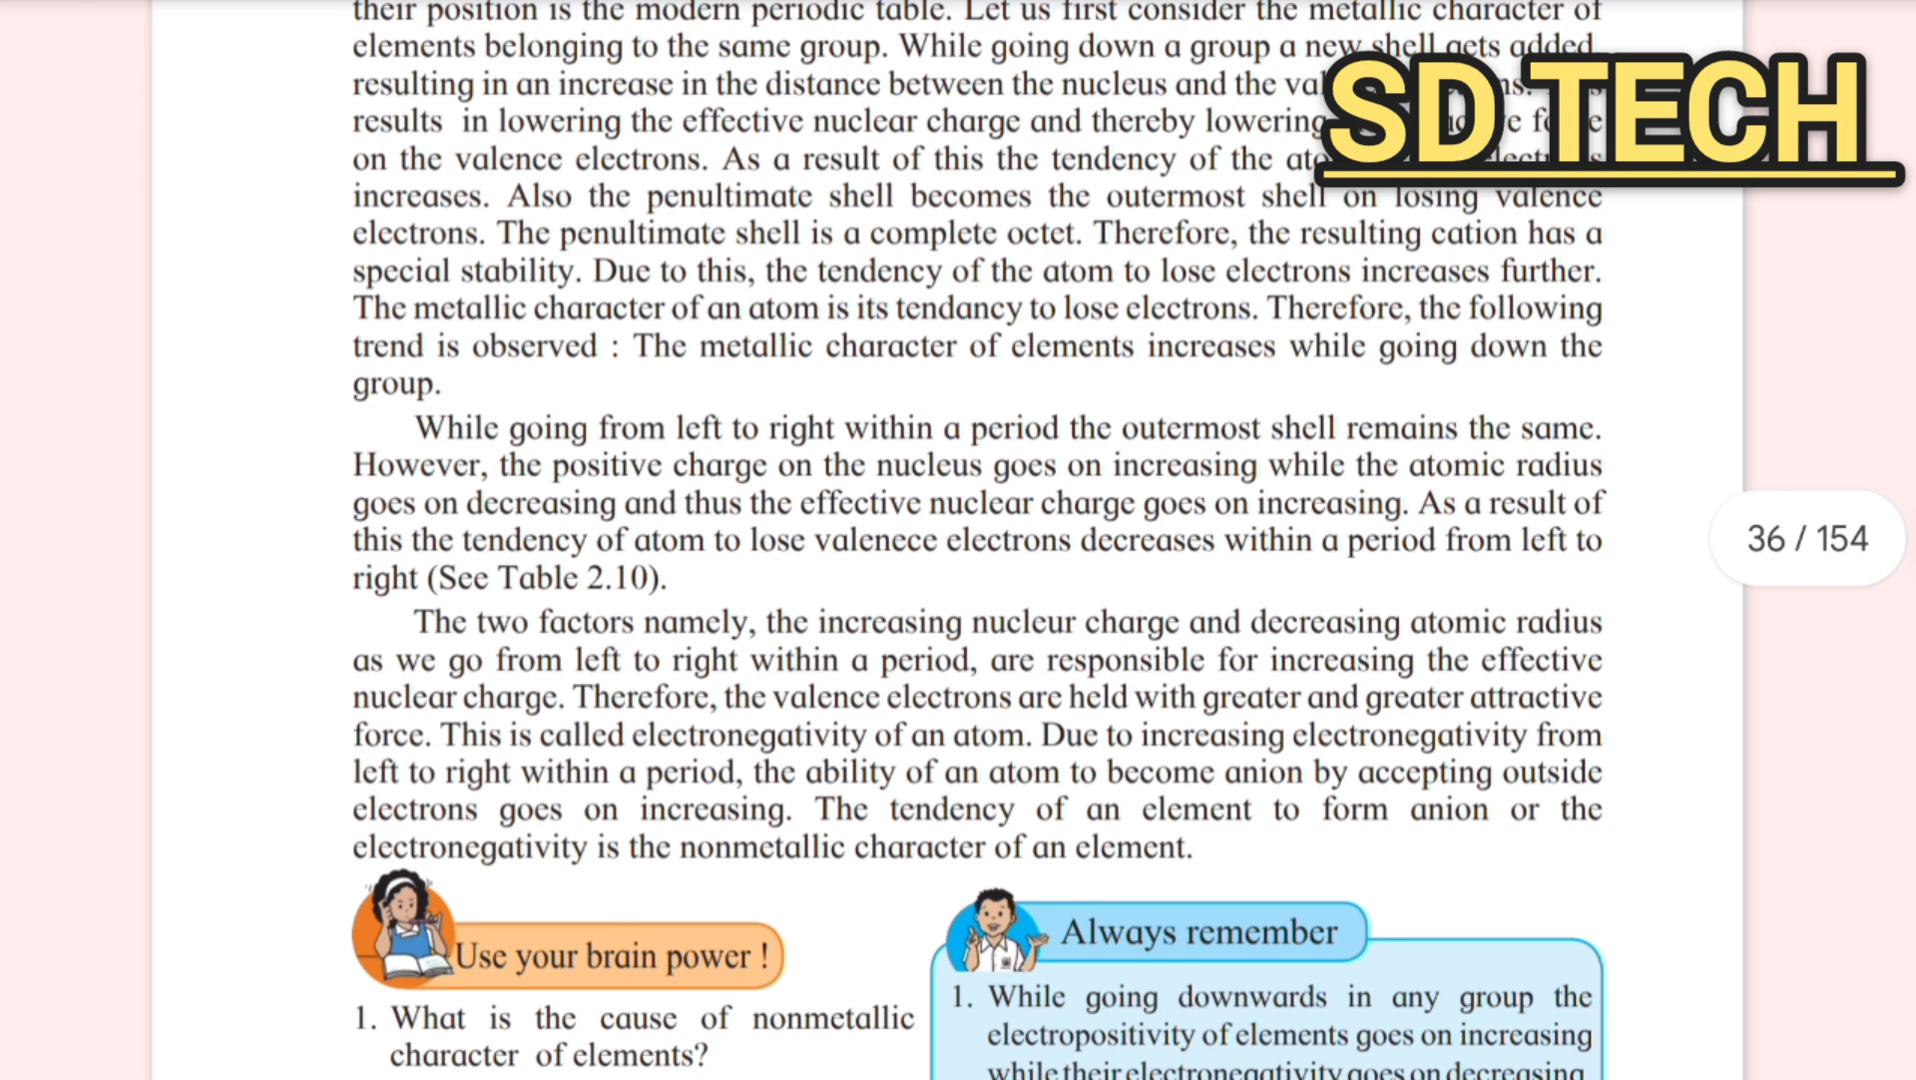 their position is the modern periodic table. Let us first consider the metallic character of
elements belonging to the same group. While going down a group a new shell gets added,
resulting in an increase in the distance between the nucleus and the
results in lowering the effective nuclear charge and thereby lowering
on the valence electrons. As a result of this the tendency of the
increases. Also the penultimate shell becomes the outermost shell on losing valence
electrons. The penultimate shell is a complete octet. Therefore, the resulting cation has a
special stability. Due to this, the tendency of the atom to lose electrons increases further.
The metallic character of an atom is its tendancy to lose electrons. Therefore, the following
trend is observed : The metallic character of elements increases while going down the
group.
While going from left to right within a period the outermost shell remains the same.
However, the positive charge on the nucleus goes on increasing while the atomic radius
goes on decreasing and thus the effective nuclear charge goes on increasing. As a result of
this the tendency of atom to lose valenece electrons decreases within a period from left to
right (See Table 2.10).
The two factors namely, the increasing nucleur charge and decreasing atomic radius
as we go from left to right within a period, are responsible for increasing the effective
nuclear charge. Therefore, the valence electrons are held with greater and greater attractive
force. This is called electronegativity of an atom. Due to increasing electronegativity from
left to right within a period, the ability of an atom to become anion by accepting outside
electrons goes on increasing. The tendency of an element to form anion or the
electronegativity is the nonmetallic character of an element.
Use your brain power !
1. What is the cause of nonmetallic
character of elements?
Always remember
1. While going downwards in any group the
electropositivity of elements goes on increasing
while their electronegativity goes on decreasing.
SD TECH
36 / 154